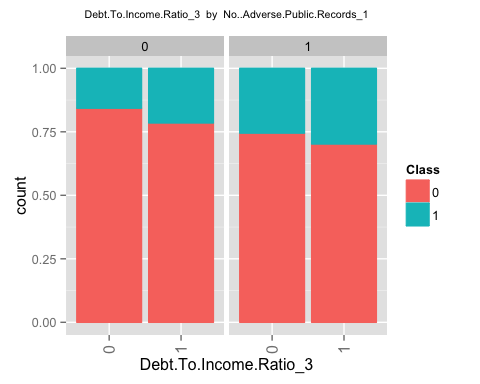 Debt.To.Income.Ratio_3 by No..Adverse.Public.Records_1
0 1
1.00
0.75
0.50
0.25
0.00
count
0 1 0 1
Debt.To.Income.Ratio_3
Class
0
1